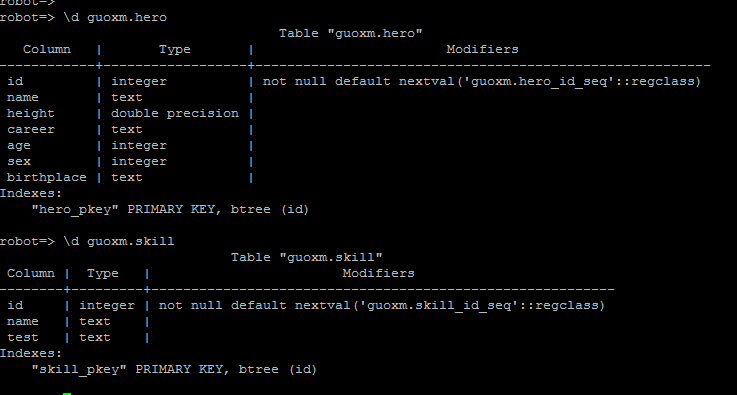 robot=>
robot=> \d guoxm.hero
                                   Table "guoxm.hero"
   Column   |       Type       |                        Modifiers
------------+------------------+---------------------------------------------------------
 id         | integer          | not null default nextval('guoxm.hero_id_seq'::regclass)
 name       | text             |
 height     | double precision |
 career     | text             |
 age        | integer          |
 sex        | integer          |
 birthplace | text             |
Indexes:
    "hero_pkey" PRIMARY KEY, btree (id)

robot=> \d guoxm.skill
                             Table "guoxm.skill"
 Column |  Type   |                        Modifiers
--------+---------+----------------------------------------------------------
 id     | integer | not null default nextval('guoxm.skill_id_seq'::regclass)
 name   | text    |
 test   | text    |
Indexes:
    "skill_pkey" PRIMARY KEY, btree (id)